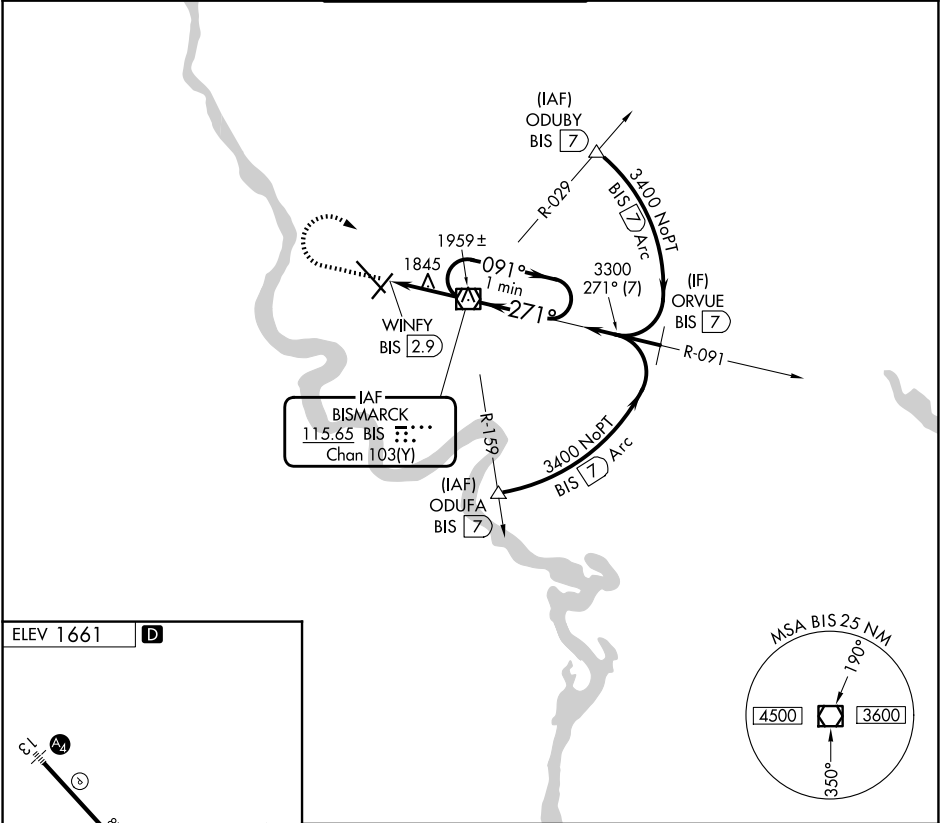 (IAF)
ODUBY
BIS 7
R-029
3400 NoPT
BIS 7 Arc
1959±
1845
091°
1 min
271°
3300
271° (7)
(IF)
ORVUE
BIS 7
R-091
WINFY
BIS 2.9
IAF
BISMARCK
115.65 BIS
Chan 103(Y)
R-159
3400 NoPT
BIS 7 Arc
(IAF)
ODUFA
BIS 7
ELEV 1661 D
MSA BIS 25 NM
190°
4500
3600
350°
13
A4
P